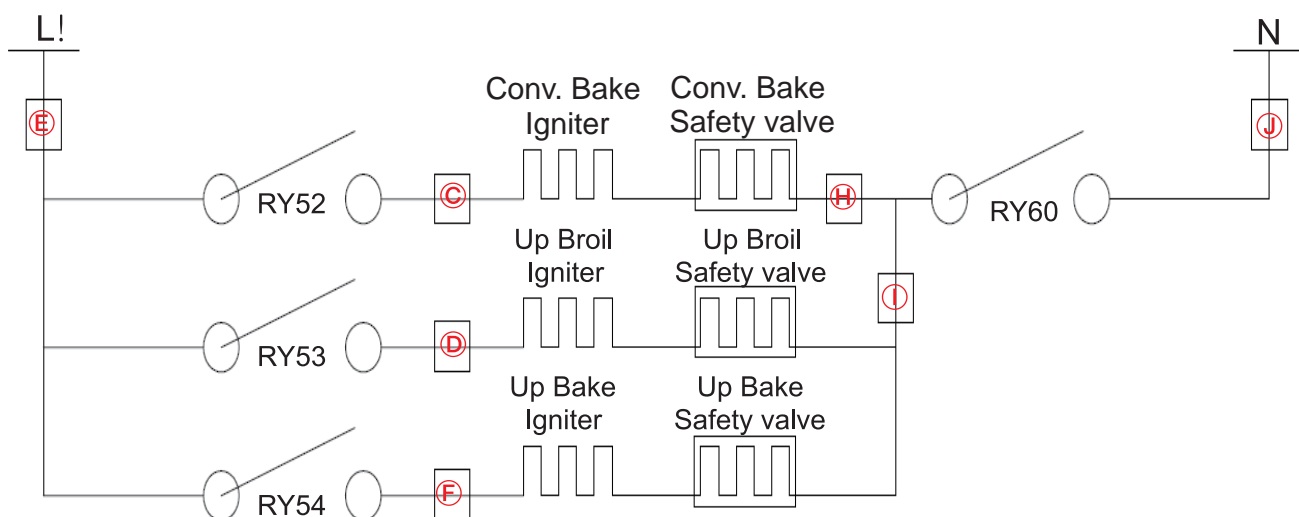 L!
N
Conv. Bake
Igniter
Conv. Bake
Safety valve
E
J
RY52
C
H
RY60
Up Broil
Igniter
Up Broil
Safety valve
I
RY53
D
Up Bake
Igniter
Up Bake
Safety valve
RY54
F